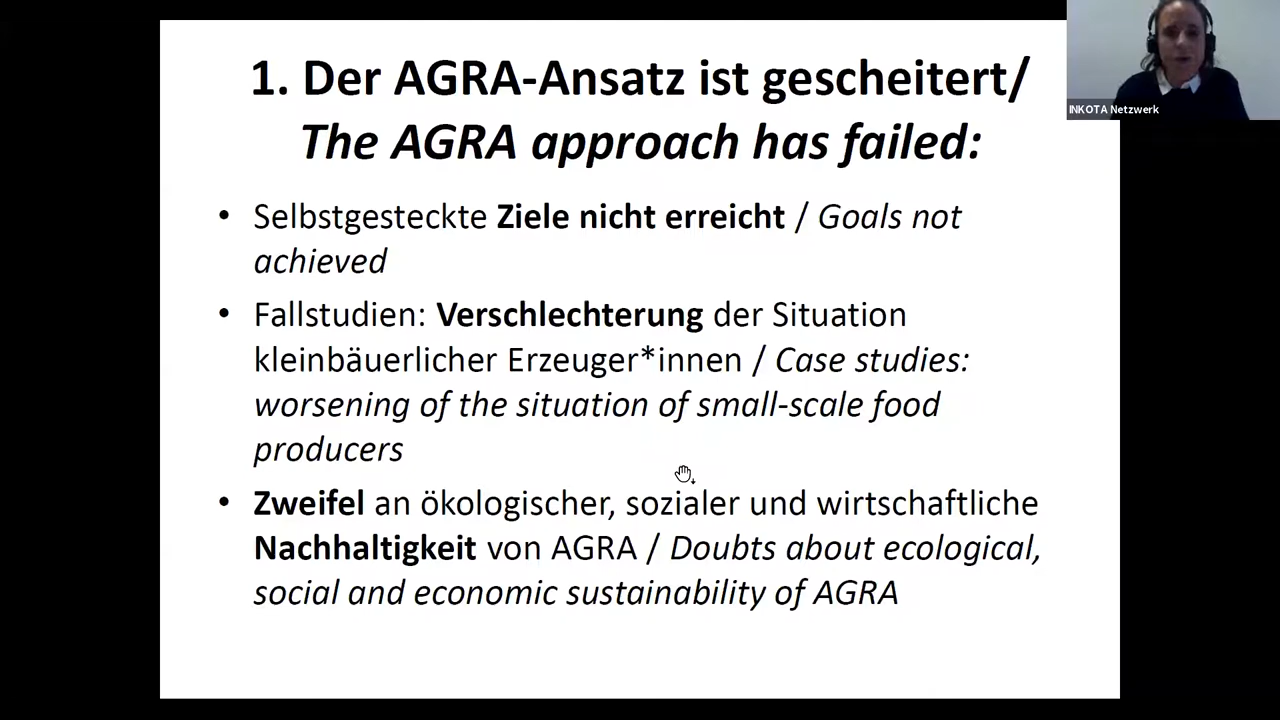 1. Der AGRA-Ansatz ist gescheitert/
The AGRA approach has failed:
INKOTA Netzwerk
• Selbstgesteckte Ziele nicht erreicht / Goals not
achieved
• Fallstudien: Verschlechterung der Situation
kleinbäuerlicher Erzeuger*innen / Case studies:
worsening of the situation of small-scale food
producers
• Zweifel an ökologischer, sozialer und wirtschaftliche
Nachhaltigkeit von AGRA / Doubts about ecological,
social and economic sustainability of AGRA